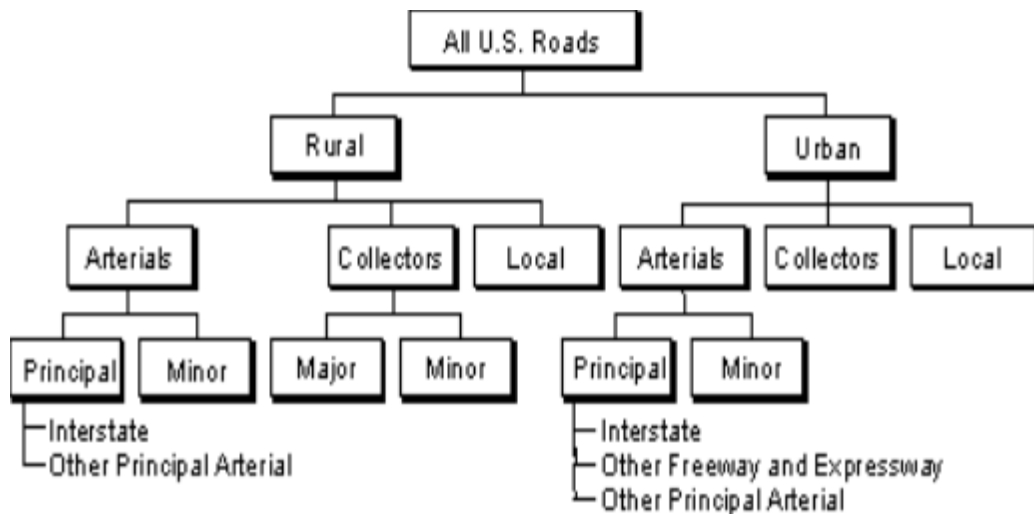 All U.S. Roads
Rural
Urban
Arterials
Collectors
Local
Arterials
Collectors
Local
Principal
Minor
Major
Minor
Principal
Minor
Interstate
Other Principal Arterial
Interstate
Other Freeway and Expressway
Other Principal Arterial